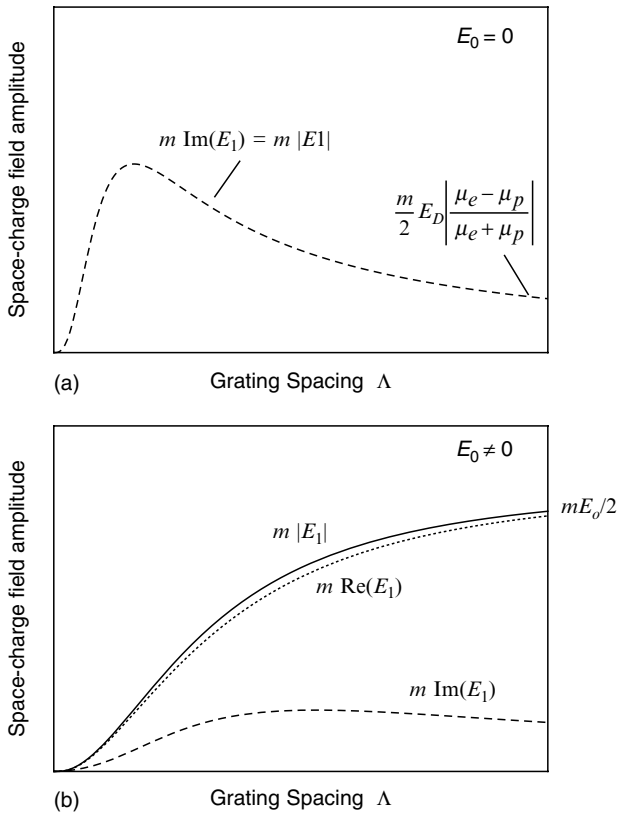 Space-charge field amplitude
E₀ = 0
m Im(E₁) = m |E1|
m/2 E_D |μₑ − μₚ / μₑ + μₚ|
(a)
Grating Spacing Λ
Space-charge field amplitude
E₀ ≠ 0
mEₒ/2
m |E₁|
m Re(E₁)
m Im(E₁)
(b)
Grating Spacing Λ